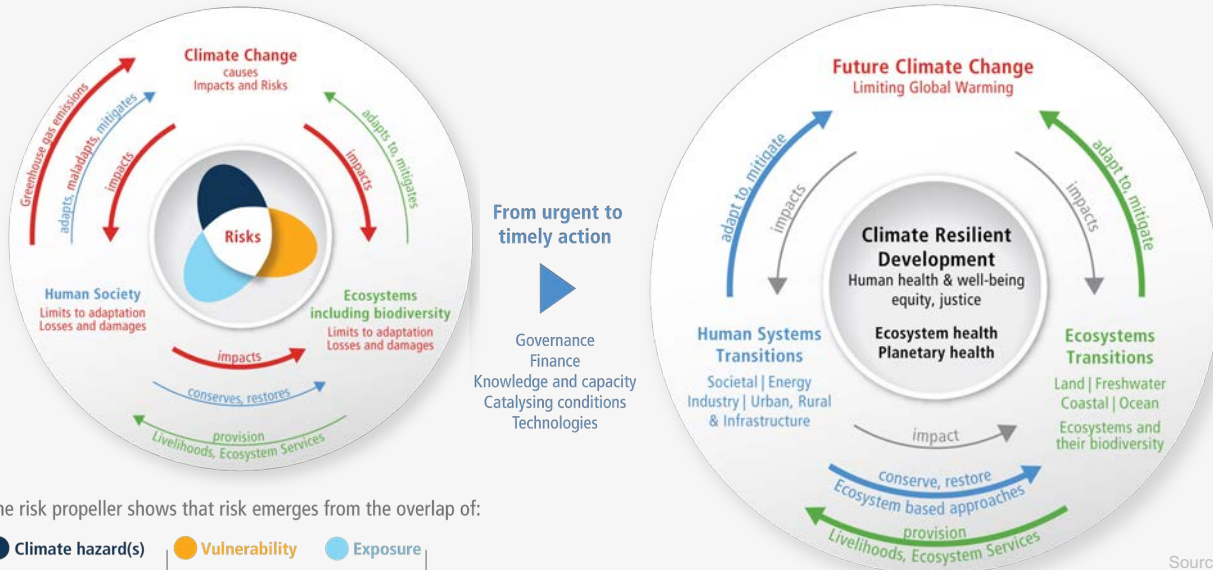 Climate Change
causes
Impacts and Risks
Greenhouse gas emissions
adapts, maladapts, mitigates
impacts
impacts
adapts to, mitigates
Risks
Human Society
Limits to adaptation
Losses and damages
Ecosystems
including biodiversity
Limits to adaptation
Losses and damages
impacts
conserves, restores
provision
Livelihoods, Ecosystem Services
From urgent to
timely action
Governance
Finance
Knowledge and capacity
Catalysing conditions
Technologies
Future Climate Change
Limiting Global Warming
adapt to, mitigate
impacts
impacts
adapt to, mitigate
Climate Resilient
Development
Human health & well-being
equity, justice
Ecosystem health
Planetary health
Human Systems
Transitions
Societal | Energy
Industry | Urban, Rural
& Infrastructure
Ecosystems
Transitions
Land | Freshwater
Coastal | Ocean
Ecosystems and
their biodiversity
impact
conserve, restore
Ecosystem based approaches
provision
Livelihoods, Ecosystem Services
risk propeller shows that risk emerges from the overlap of:
Climate hazard(s) Vulnerability Exposure